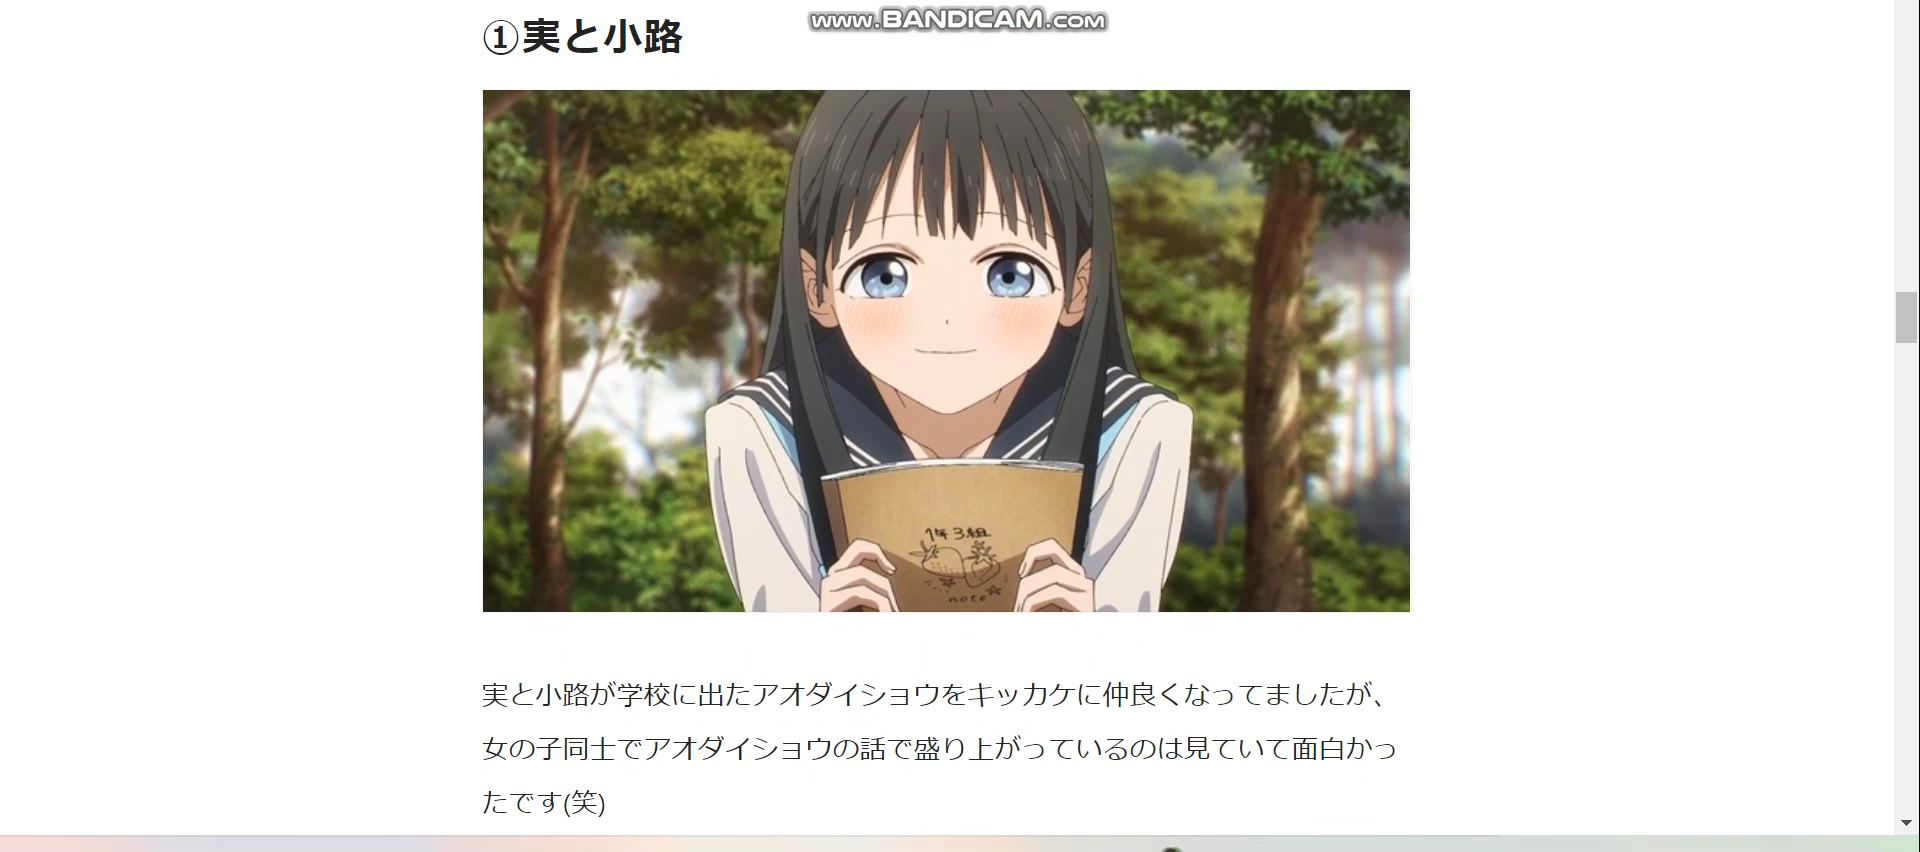 www.BANDICAM.com
①実と小路
1年3組
note
実と小路が学校に出たアオダイショウをキッカケに仲良くなってましたが、
女の子同士でアオダイショウの話で盛り上がっているのは見ていて面白かっ
たです(笑)